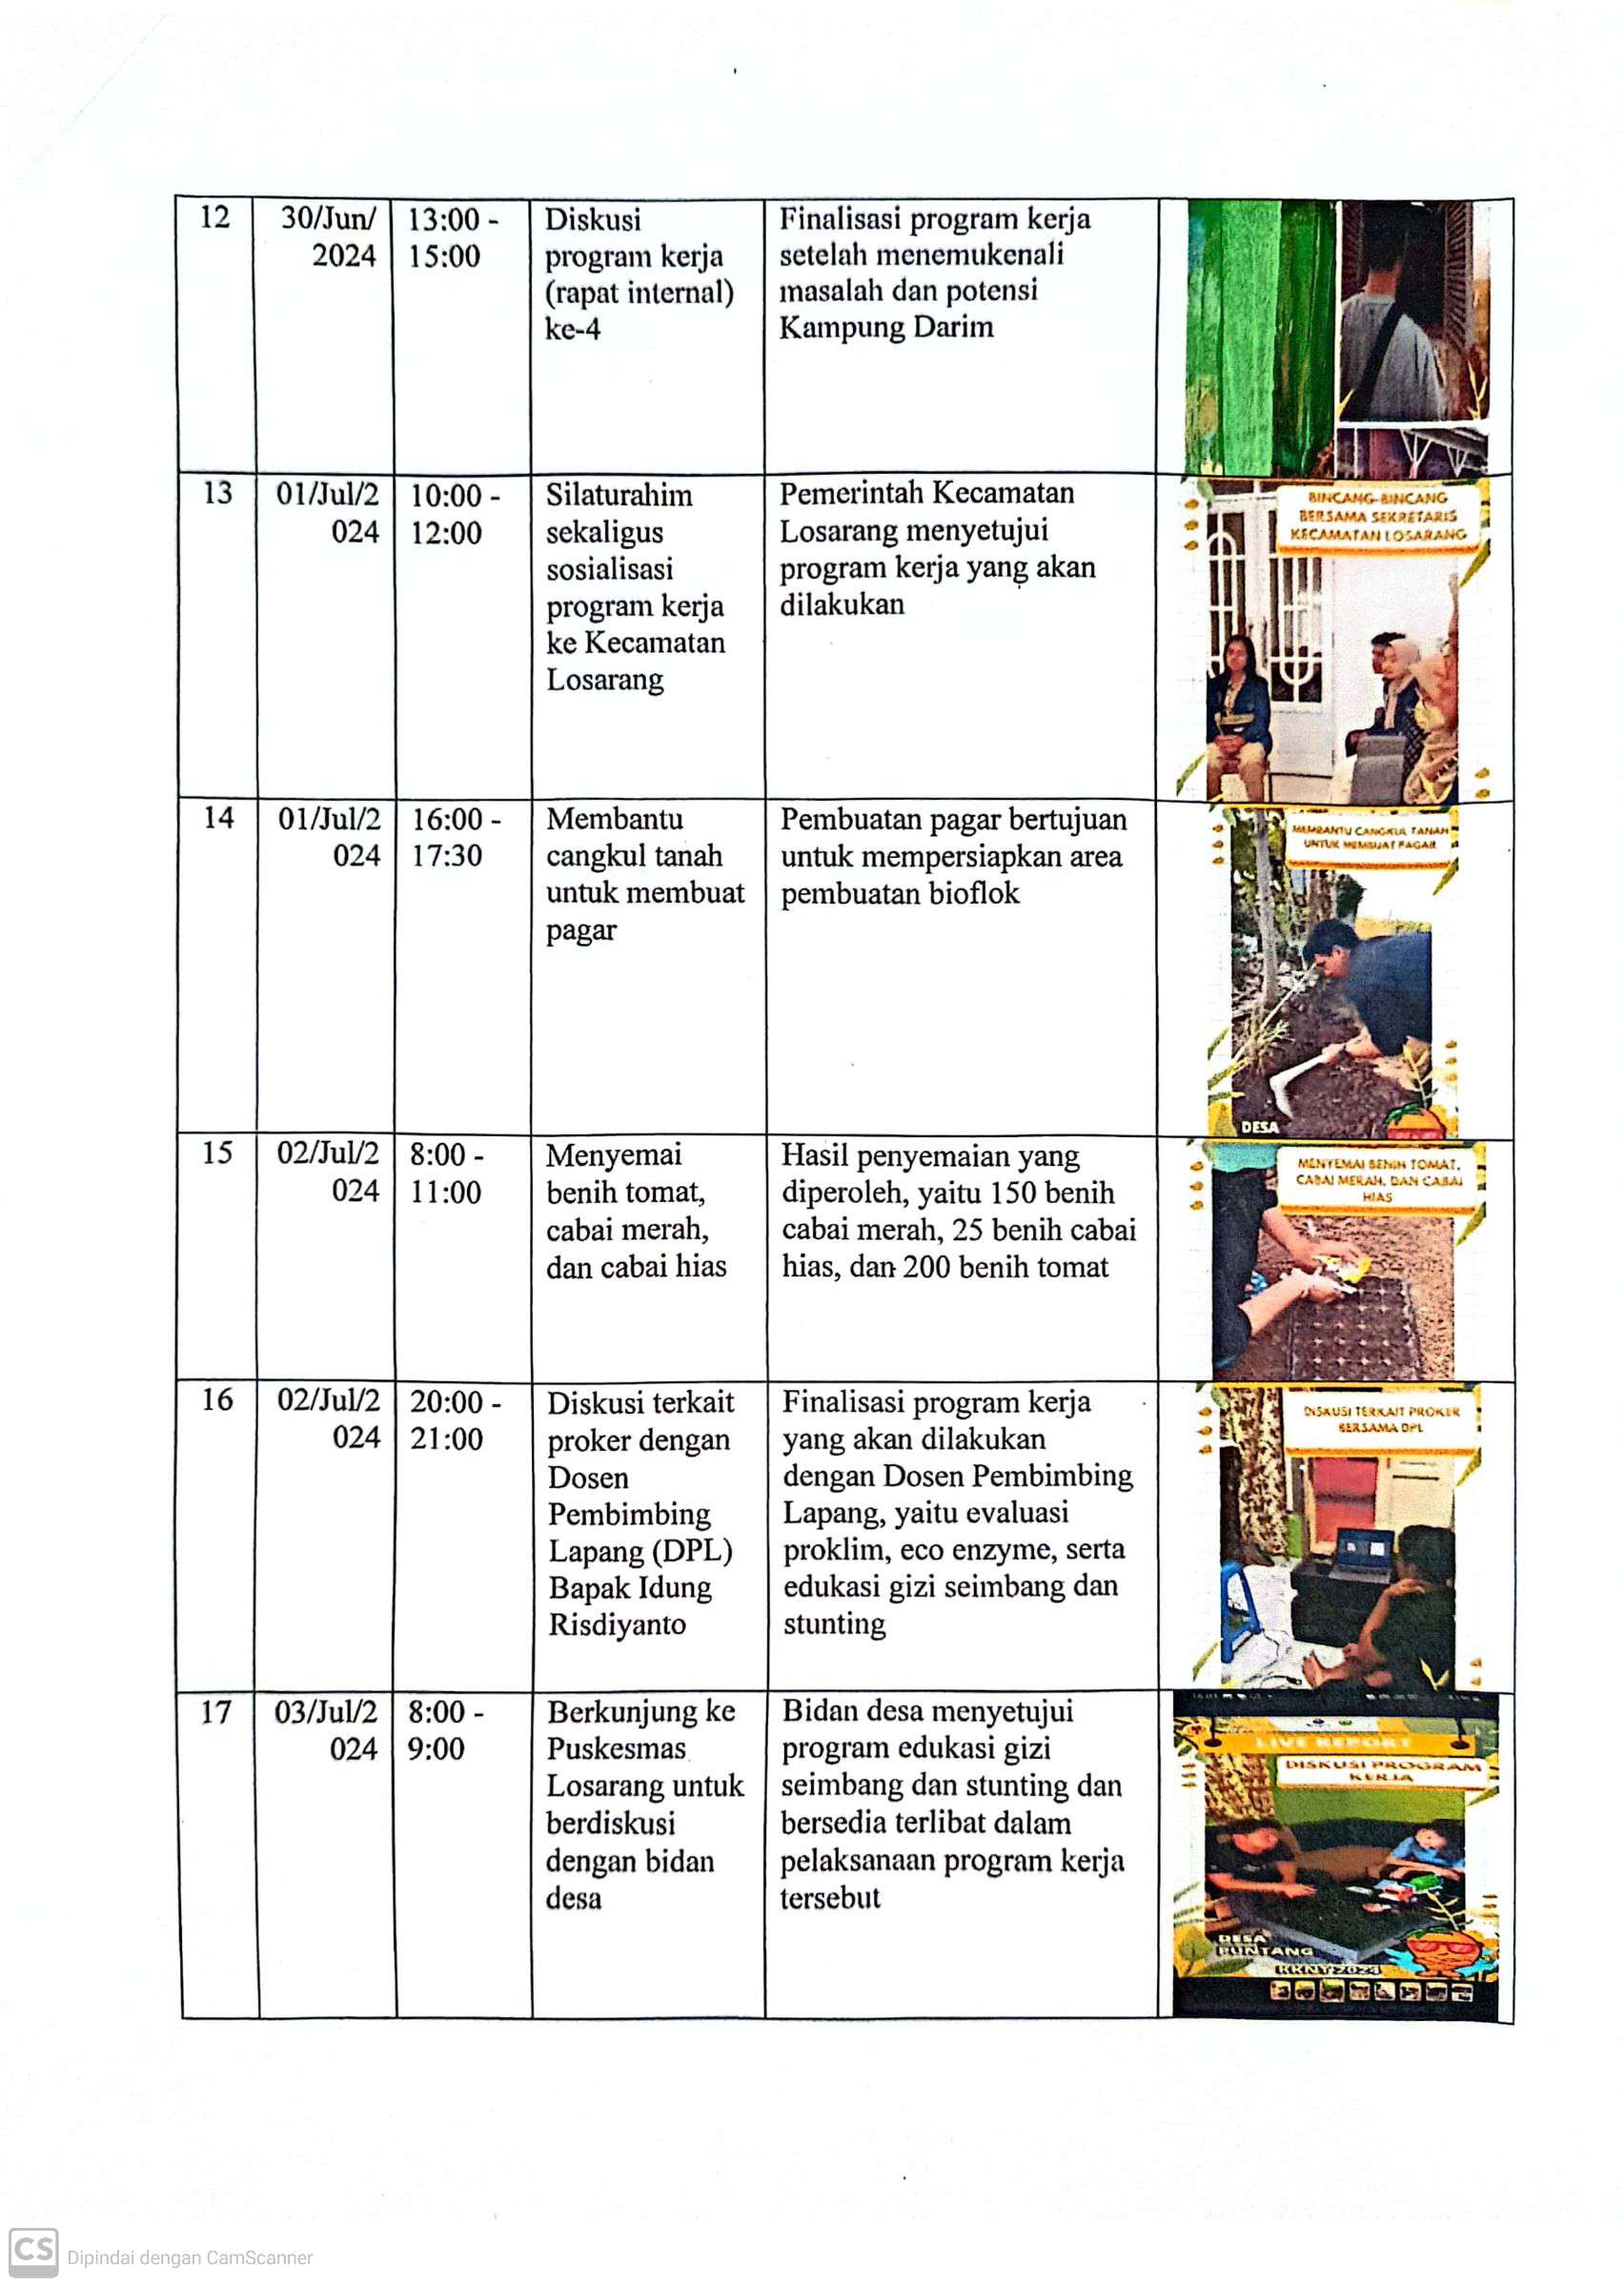 12
30/Jun/
2024
13:00 -
15:00
Diskusi
program kerja
(rapat internal)
ke-4
Finalisasi program kerja
setelah menemukenali
masalah dan potensi
Kampung Darim
13
01/Jul/2
024
10:00 -
12:00
Silaturahim
sekaligus
sosialisasi
program kerja
ke Kecamatan
Losarang
Pemerintah Kecamatan
Losarang menyetujui
program kerja yang akan
dilakukan
BINCANG-BINCANG
BERSAMA SEKRETARIS
KECAMATAN LOSARANG
14
01/Jul/2
024
16:00 -
17:30
Membantu
cangkul tanah
untuk membuat
pagar
Pembuatan pagar bertujuan
untuk mempersiapkan area
pembuatan bioflok
MEMBANTU CANGKUL TANAH
UNTUK MEMBUAT PAGAR
DESA
15
02/Jul/2
024
8:00 -
11:00
Menyemai
benih tomat,
cabai merah,
dan cabai hias
Hasil penyemaian yang
diperoleh, yaitu 150 benih
cabai merah, 25 benih cabai
hias, dan 200 benih tomat
MENYEMAI BENIH TOMAT,
CABAI MERAH, DAN CABAI
HIAS
16
02/Jul/2
024
20:00 -
21:00
Diskusi terkait
proker dengan
Dosen
Pembimbing
Lapang (DPL)
Bapak Idung
Risdiyanto
Finalisasi program kerja
yang akan dilakukan
dengan Dosen Pembimbing
Lapang, yaitu evaluasi
proklim, eco enzyme, serta
edukasi gizi seimbang dan
stunting
DISKUSI TERKAIT PROKER
BERSAMA DPL
17
03/Jul/2
024
8:00 -
9:00
Berkunjung ke
Puskesmas
Losarang untuk
berdiskusi
dengan bidan
desa
Bidan desa menyetujui
program edukasi gizi
seimbang dan stunting dan
bersedia terlibat dalam
pelaksanaan program kerja
tersebut
LIVE REPORT
DISKUSI PROGRAM
KERJA
DESA
PUNTANG
KKNT 2024
CS Dipindai dengan CamScanner